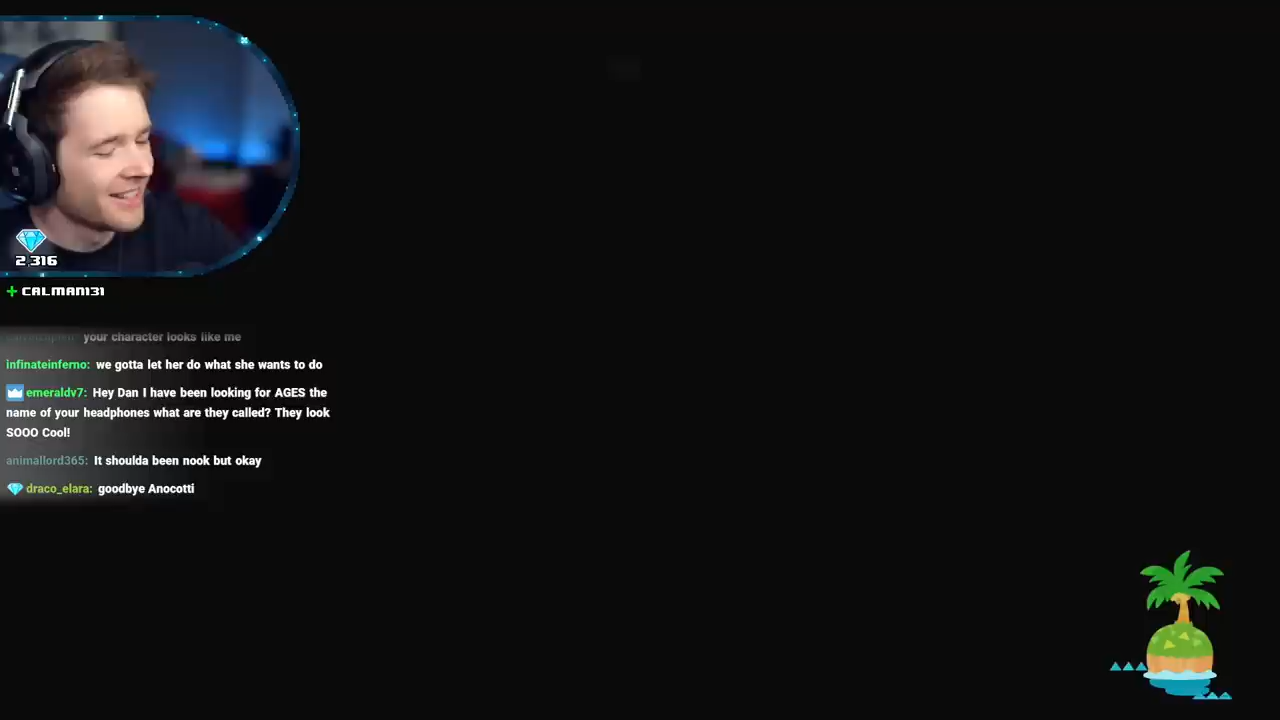 2,316
+ CALMAN131
your character looks like me
infinateinferno: we gotta let her do what she wants to do
emeraldv7: Hey Dan I have been looking for AGES the
name of your headphones what are they called? They look
SOOO Cool!
animallord365: It shoulda been nook but okay
draco_elara: goodbye Anocotti